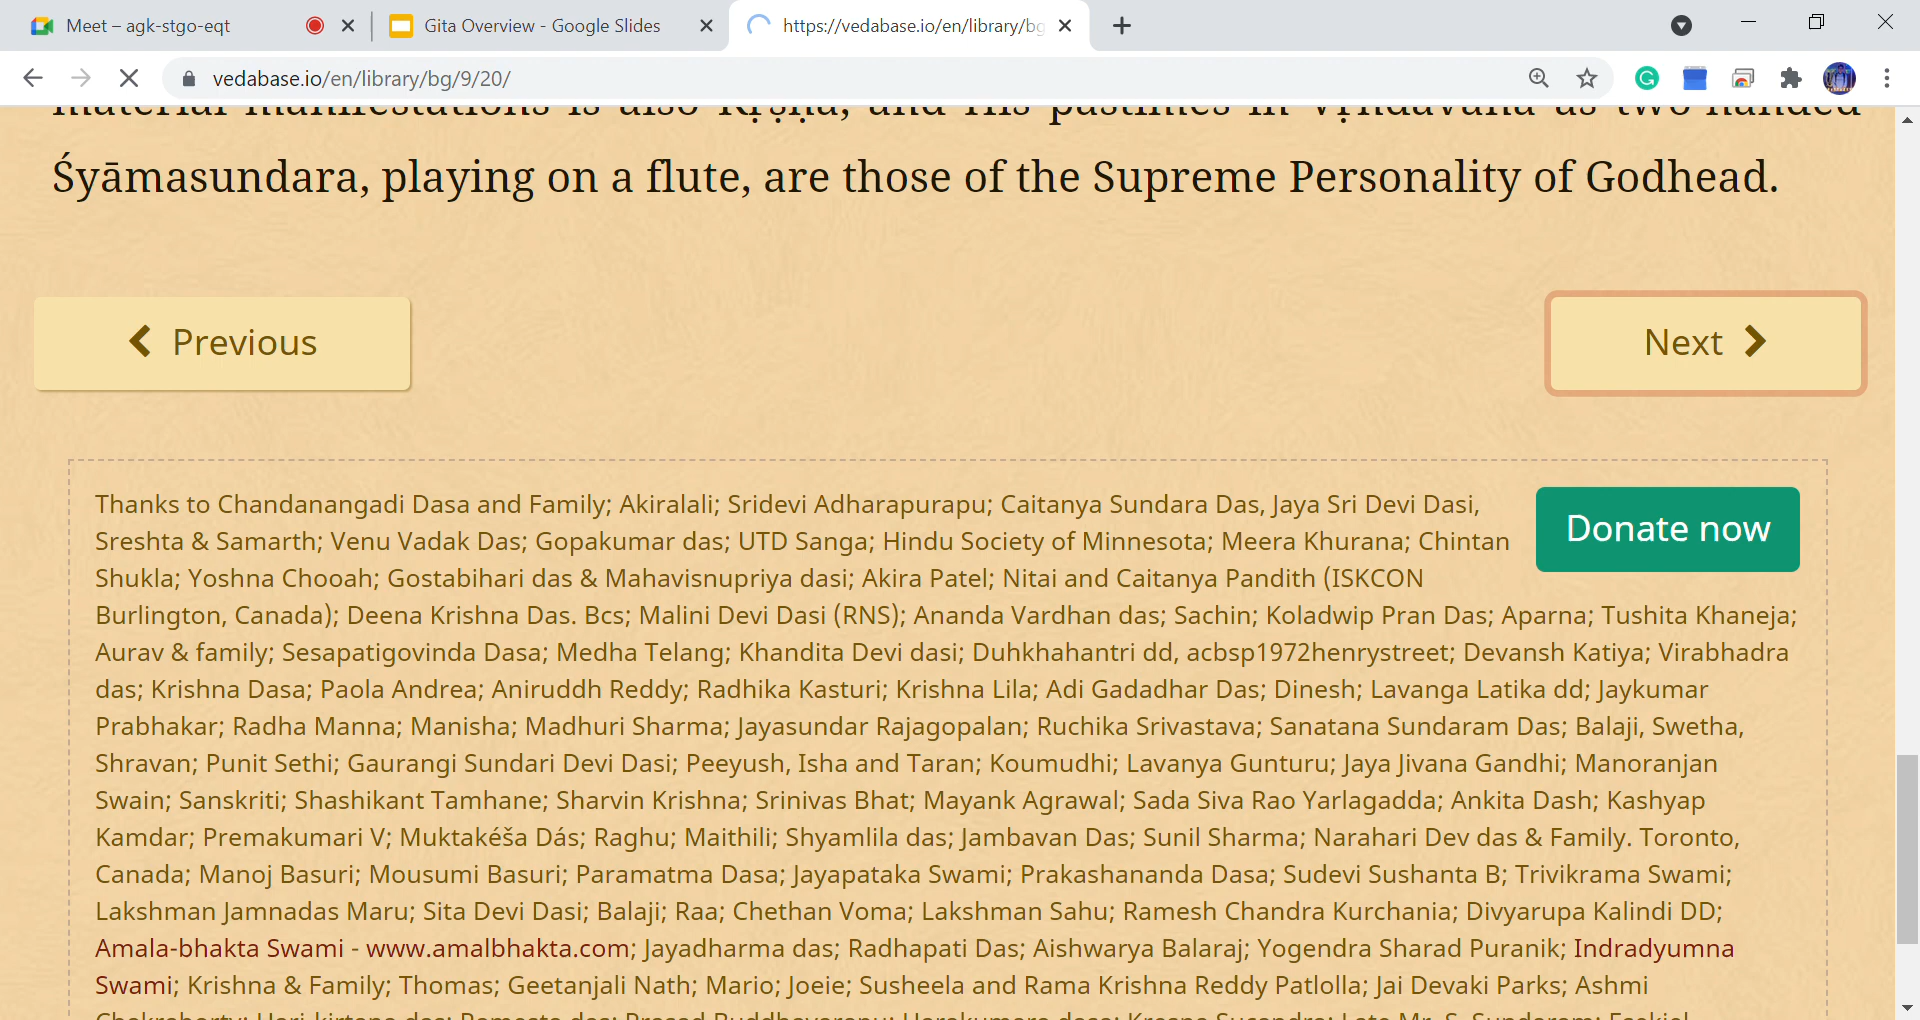 Meet – agk-stgo-eqt
Gita Overview - Google Slides
https://vedabase.io/en/library/bg
vedabase.io/en/library/bg/9/20/
material manifestations is also Kṛṣṇa, and His pastimes in Vṛndāvana as two-handed
Śyāmasundara, playing on a flute, are those of the Supreme Personality of Godhead.
Previous
Next
Donate now
Thanks to Chandanangadi Dasa and Family; Akiralali; Sridevi Adharapurapu; Caitanya Sundara Das, Jaya Sri Devi Dasi,
Sreshta & Samarth; Venu Vadak Das; Gopakumar das; UTD Sanga; Hindu Society of Minnesota; Meera Khurana; Chintan
Shukla; Yoshna Chooah; Gostabihari das & Mahavisnupriya dasi; Akira Patel; Nitai and Caitanya Pandith (ISKCON
Burlington, Canada); Deena Krishna Das. Bcs; Malini Devi Dasi (RNS); Ananda Vardhan das; Sachin; Koladwip Pran Das; Aparna; Tushita Khaneja;
Aurav & family; Sesapatigovinda Dasa; Medha Telang; Khandita Devi dasi; Duhkhahantri dd, acbsp1972henrystreet; Devansh Katiya; Virabhadra
das; Krishna Dasa; Paola Andrea; Aniruddh Reddy; Radhika Kasturi; Krishna Lila; Adi Gadadhar Das; Dinesh; Lavanga Latika dd; Jaykumar
Prabhakar; Radha Manna; Manisha; Madhuri Sharma; Jayasundar Rajagopalan; Ruchika Srivastava; Sanatana Sundaram Das; Balaji, Swetha,
Shravan; Punit Sethi; Gaurangi Sundari Devi Dasi; Peeyush, Isha and Taran; Koumudhi; Lavanya Gunturu; Jaya Jivana Gandhi; Manoranjan
Swain; Sanskriti; Shashikant Tamhane; Sharvin Krishna; Srinivas Bhat; Mayank Agrawal; Sada Siva Rao Yarlagadda; Ankita Dash; Kashyap
Kamdar; Premakumari V; Muktakéša Dás; Raghu; Maithili; Shyamlila das; Jambavan Das; Sunil Sharma; Narahari Dev das & Family. Toronto,
Canada; Manoj Basuri; Mousumi Basuri; Paramatma Dasa; Jayapataka Swami; Prakashananda Dasa; Sudevi Sushanta B; Trivikrama Swami;
Lakshman Jamnadas Maru; Sita Devi Dasi; Balaji; Raa; Chethan Voma; Lakshman Sahu; Ramesh Chandra Kurchania; Divyarupa Kalindi DD;
Amala-bhakta Swami - www.amalbhakta.com; Jayadharma das; Radhapati Das; Aishwarya Balaraj; Yogendra Sharad Puranik; Indradyumna
Swami; Krishna & Family; Thomas; Geetanjali Nath; Mario; Joeie; Susheela and Rama Krishna Reddy Patlolla; Jai Devaki Parks; Ashmi